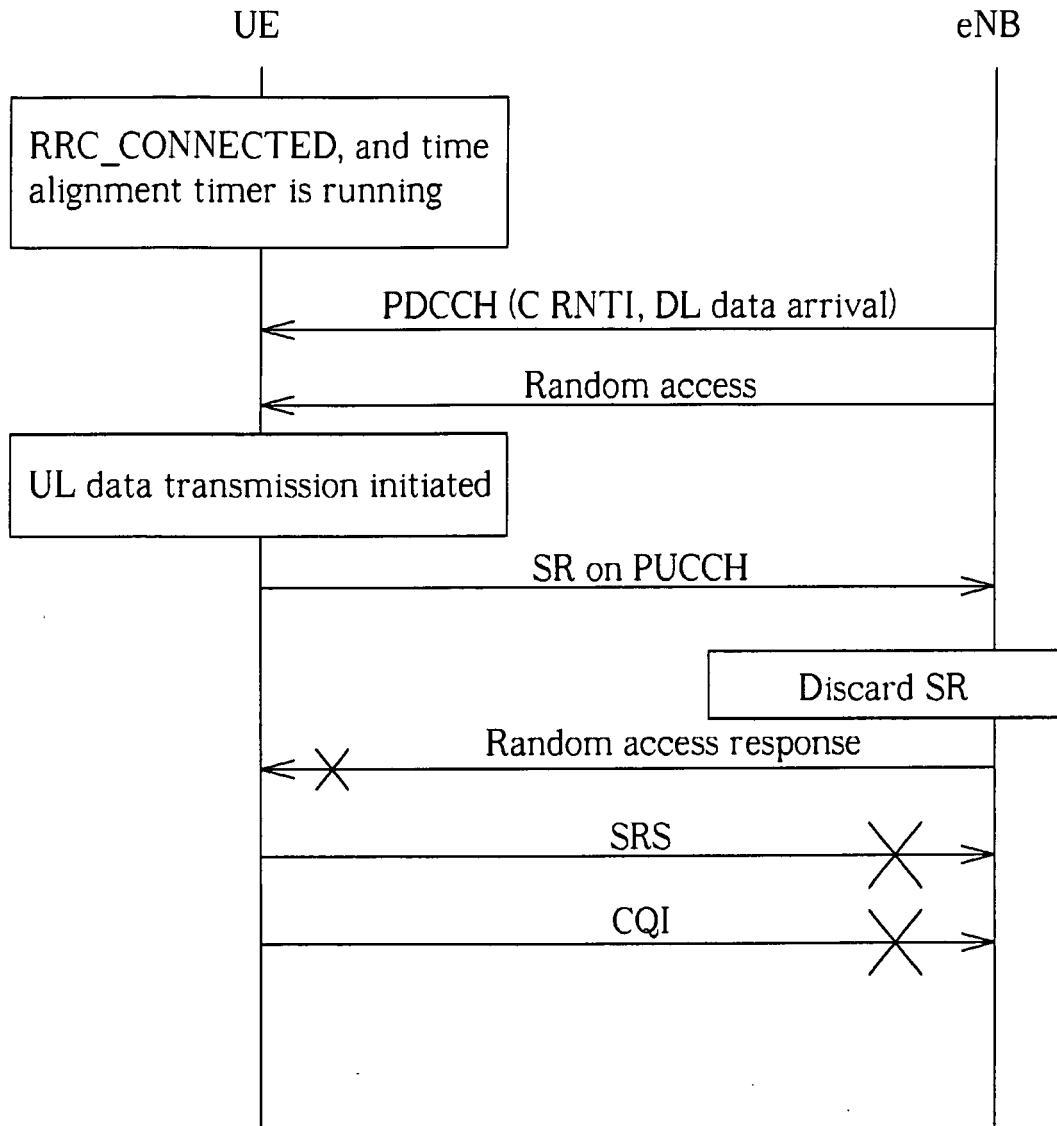 UE
eNB
RRC_CONNECTED, and time
alignment timer is running
PDCCH (C RNTI, DL data arrival)
Random access
UL data transmission initiated
SR on PUCCH
Discard SR
Random access response
SRS
CQI